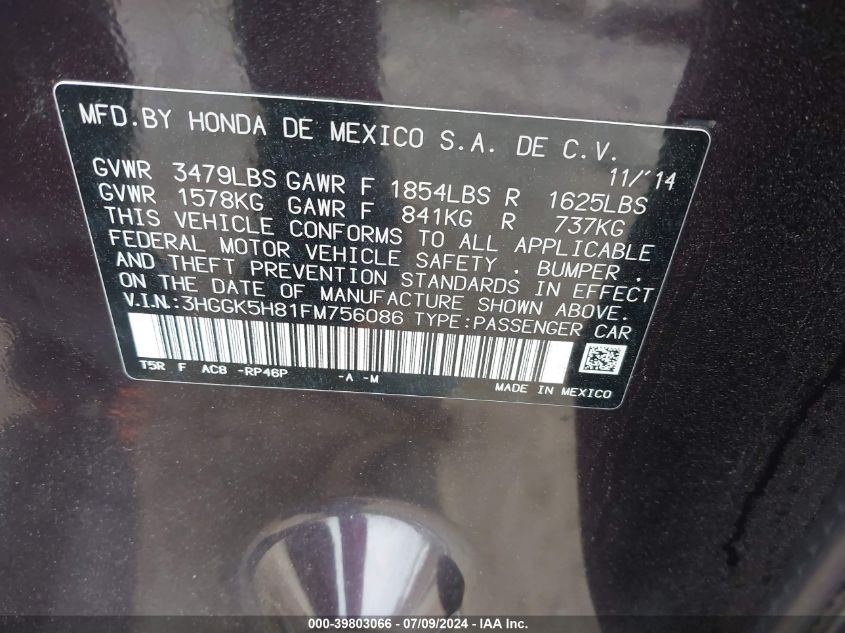 MFD.BY HONDA DE MEXICO S.A. DE C.V.
11/'14
GVWR 3479LBS GAWR F 1854LBS R 1625LBS
GVWR 1578KG GAWR F 841KG R 737KG
THIS VEHICLE CONFORMS TO ALL APPLICABLE
FEDERAL MOTOR VEHICLE SAFETY , BUMPER ,
AND THEFT PREVENTION STANDARDS IN EFFECT
ON THE DATE OF MANUFACTURE SHOWN ABOVE.
V.I.N:3HGGK5H81FM756086 TYPE:PASSENGER CAR
T5R F AC8 -RP46P -A -M
MADE IN MEXICO
000-39803066 - 07/09/2024 - IAA Inc.